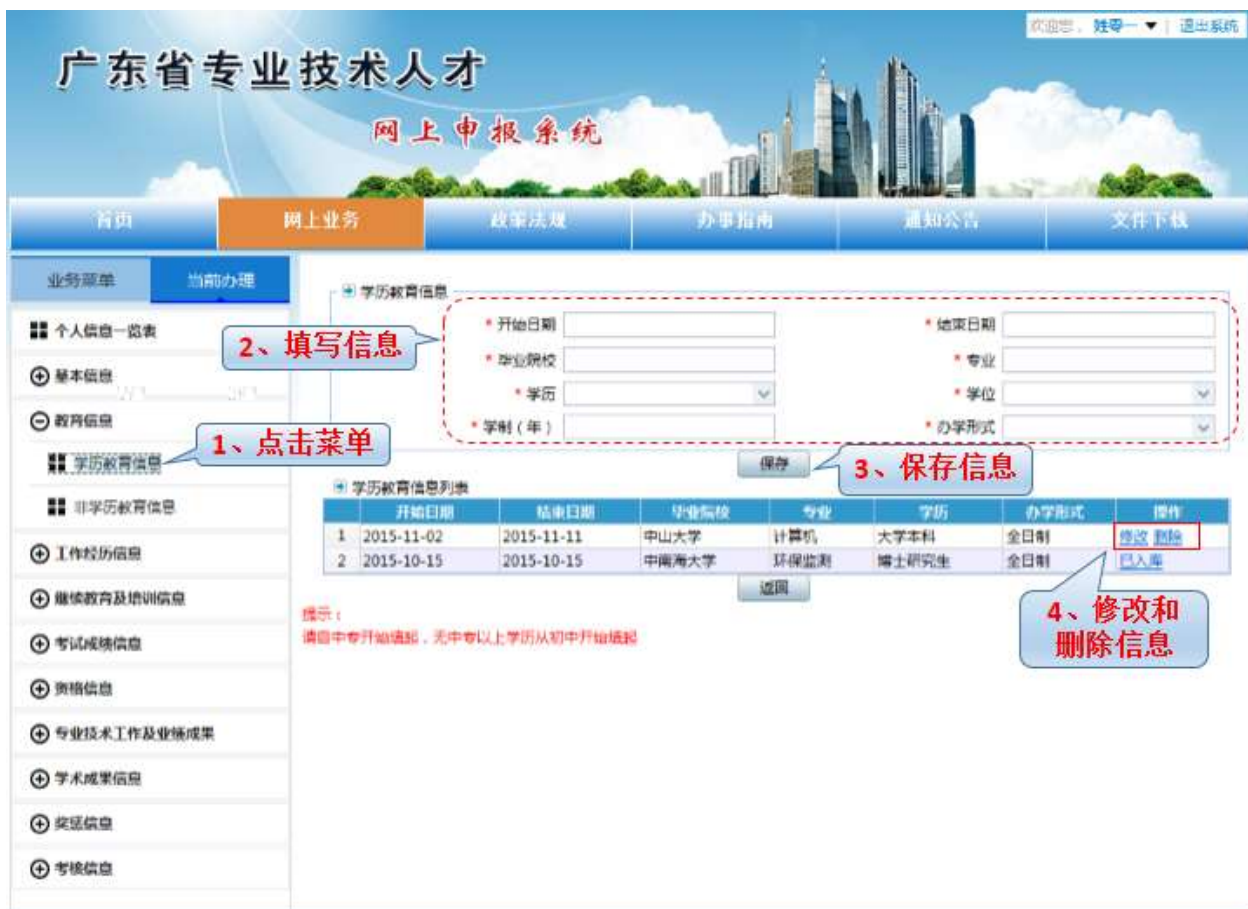 欢迎您，姓零一 ▼ | 退出系统
广东省专业技术人才
网上申报系统
首页 网上业务 政策法规 办事指南 通知公告 文件下载
业务菜单 当前办理
个人信息一览表
基本信息
教育信息
学历教育信息
非学历教育信息
工作经历信息
继续教育及培训信息
考试成绩信息
资格信息
专业技术工作及业绩成果
学术成果信息
奖惩信息
考核信息
学历教育信息
* 开始日期 * 结束日期
* 毕业院校 * 专业
* 学历 * 学位
* 学制（年） * 办学形式
1、点击菜单
2、填写信息
保存
3、保存信息
学历教育信息列表
开始日期 结束日期 毕业院校 专业 学历 办学形式 操作
1 2015-11-02 2015-11-11 中山大学 计算机 大学本科 全日制 修改 删除
2 2015-10-15 2015-10-15 中南海大学 环保监测 博士研究生 全日制 已入库
返回
4、修改和
删除信息
提示：
请自中专开始填起，无中专以上学历从初中开始填起